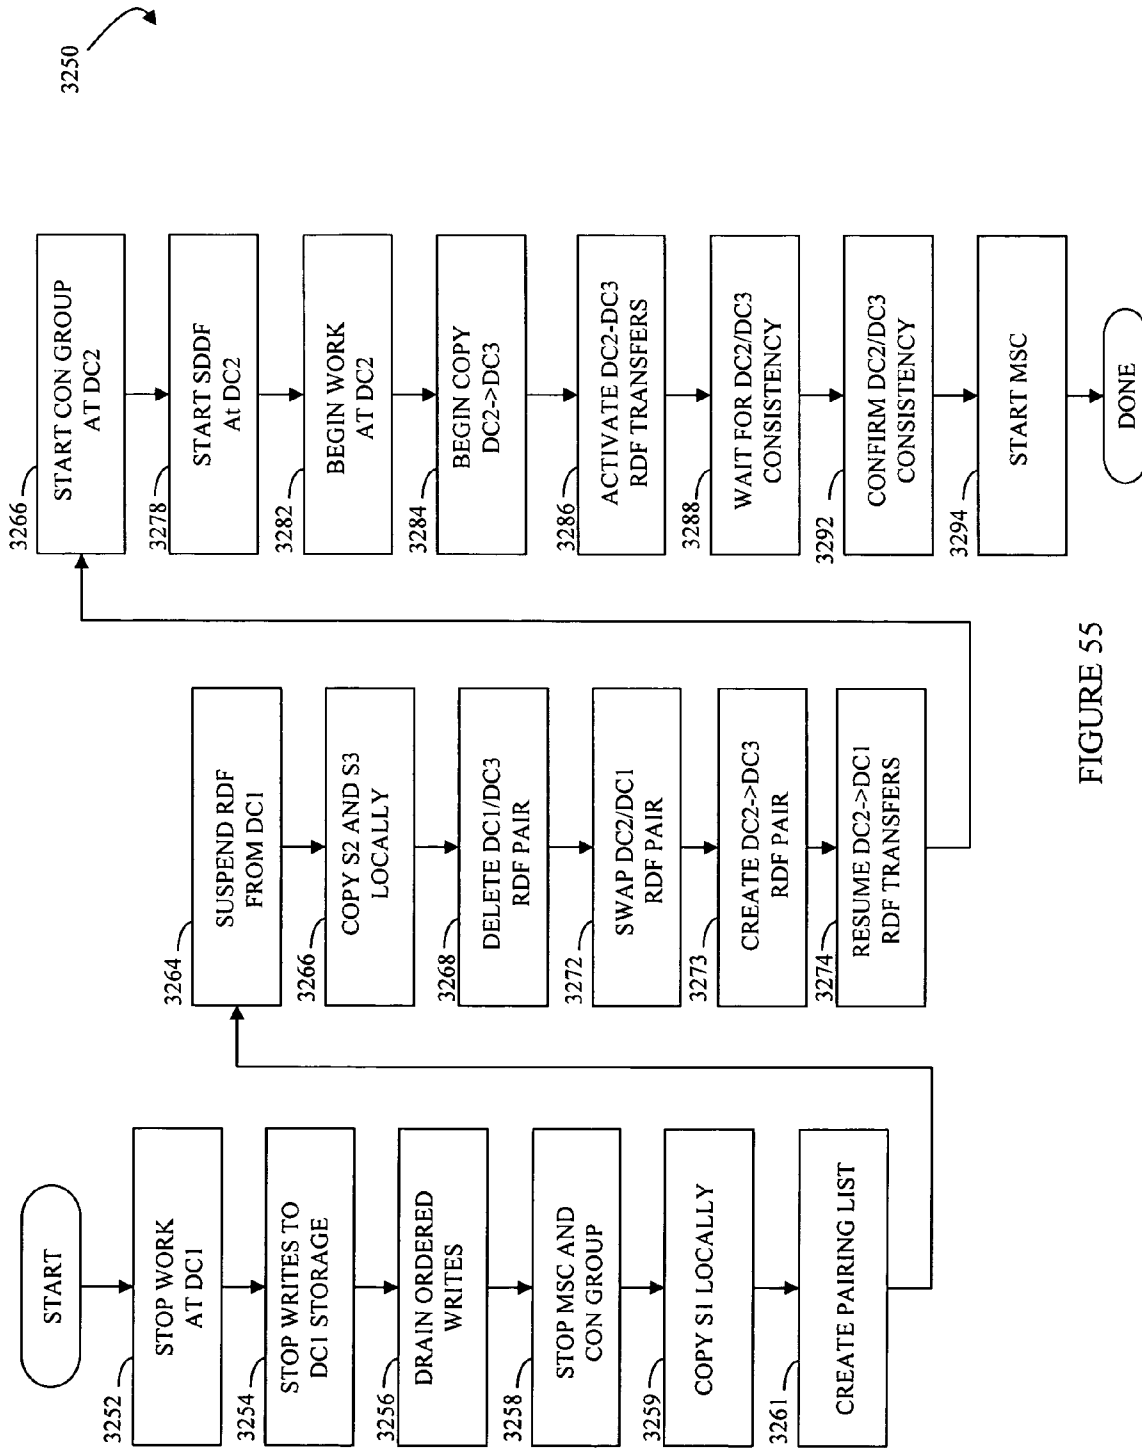 3250
START
3252
STOP WORK
AT DC1
3254
STOP WRITES TO
DC1 STORAGE
3256
DRAIN ORDERED
WRITES
3258
STOP MSC AND
CON GROUP
3259
COPY S1 LOCALLY
3261
CREATE PAIRING LIST
3264
SUSPEND RDF
FROM DC1
3266
COPY S2 AND S3
LOCALLY
3268
DELETE DC1/DC3
RDF PAIR
3272
SWAP DC2/DC1
RDF PAIR
3273
CREATE DC2->DC3
RDF PAIR
3274
RESUME DC2->DC1
RDF TRANSFERS
3266
START CON GROUP
AT DC2
3278
START SDDF
At DC2
3282
BEGIN WORK
AT DC2
3284
BEGIN COPY
DC2->DC3
3286
ACTIVATE DC2-DC3
RDF TRANSFERS
3288
WAIT FOR DC2/DC3
CONSISTENCY
3292
CONFIRM DC2/DC3
CONSISTENCY
3294
START MSC
DONE
FIGURE 55